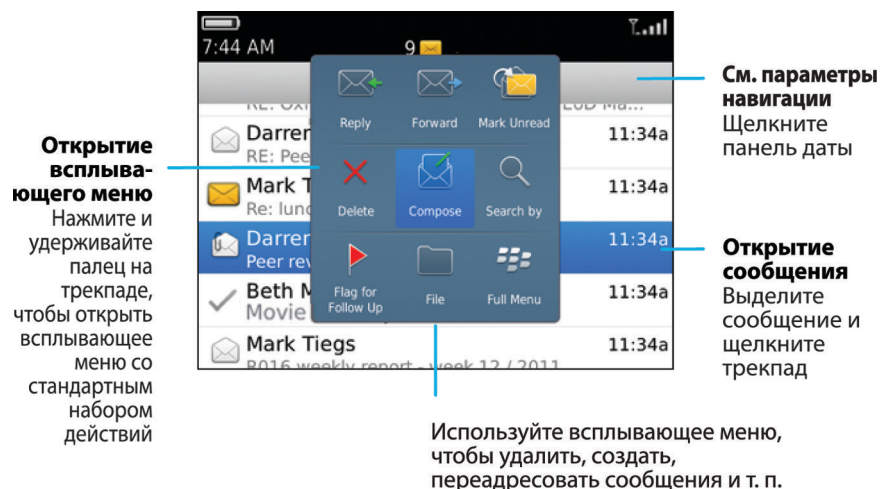 7:44 AM
9
RE:
Reply
Forward
Mark Unread
Darren
11:34a
RE: Pee
Mark T
11:34a
Re: lunc
Delete
Compose
Search by
Darren
11:34a
Peer rev
Beth M
11:34a
Movie
Flag for
Follow Up
File
Full Menu
Mark Tiegs
11:34a
R016 weekly report - week 12 / 2011
Открытие
всплыва-
ющего меню
Нажмите и
удерживайте
палец на
трекпаде,
чтобы открыть
всплывающее
меню со
стандартным
набором
действий
См. параметры
навигации
Щелкните
панель даты
Открытие
сообщения
Выделите
сообщение и
щелкните
трекпад
Используйте всплывающее меню,
чтобы удалить, создать,
переадресовать сообщения и т. п.